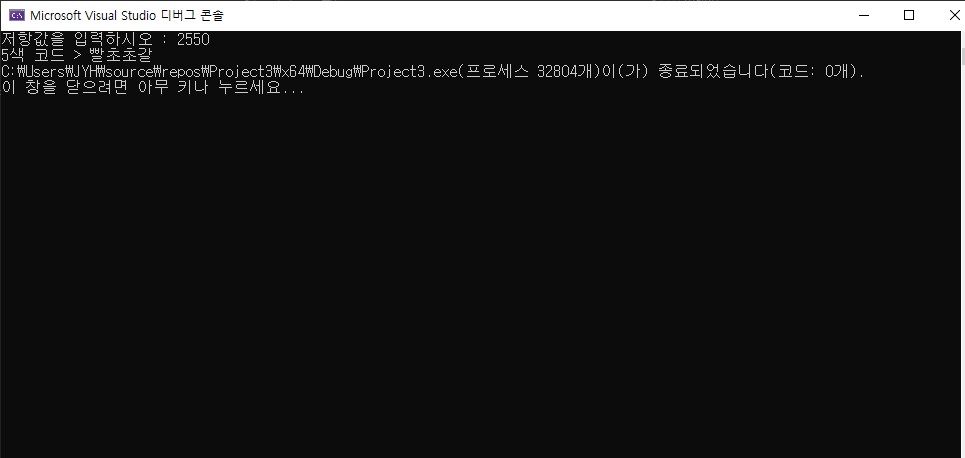 Microsoft Visual Studio 디버그 콘솔
저항값을 입력하시오 : 2550
5색 코드 > 빨초초갈
C:₩Users₩JYH₩source₩repos₩Project3₩x64₩Debug₩Project3.exe(프로세스 32804개)이(가) 종료되었습니다(코드: 0개).
이 창을 닫으려면 아무 키나 누르세요...